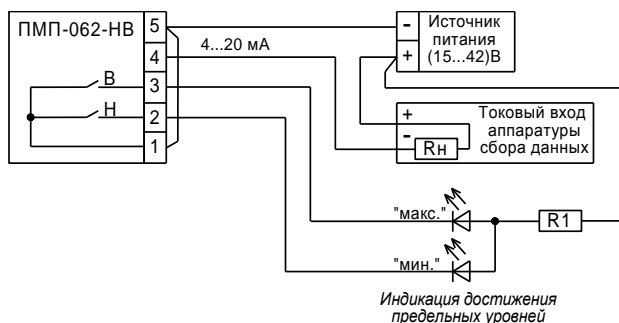 ПМП-062-НВ
5
4
3
2
1
В
Н
4...20 мА
-
+
Источник
питания
(15...42)В
+
-
Rн
Токовый вход
аппаратуры
сбора данных
"макс."
"мин."
R1
Индикация достижения
предельных уровней